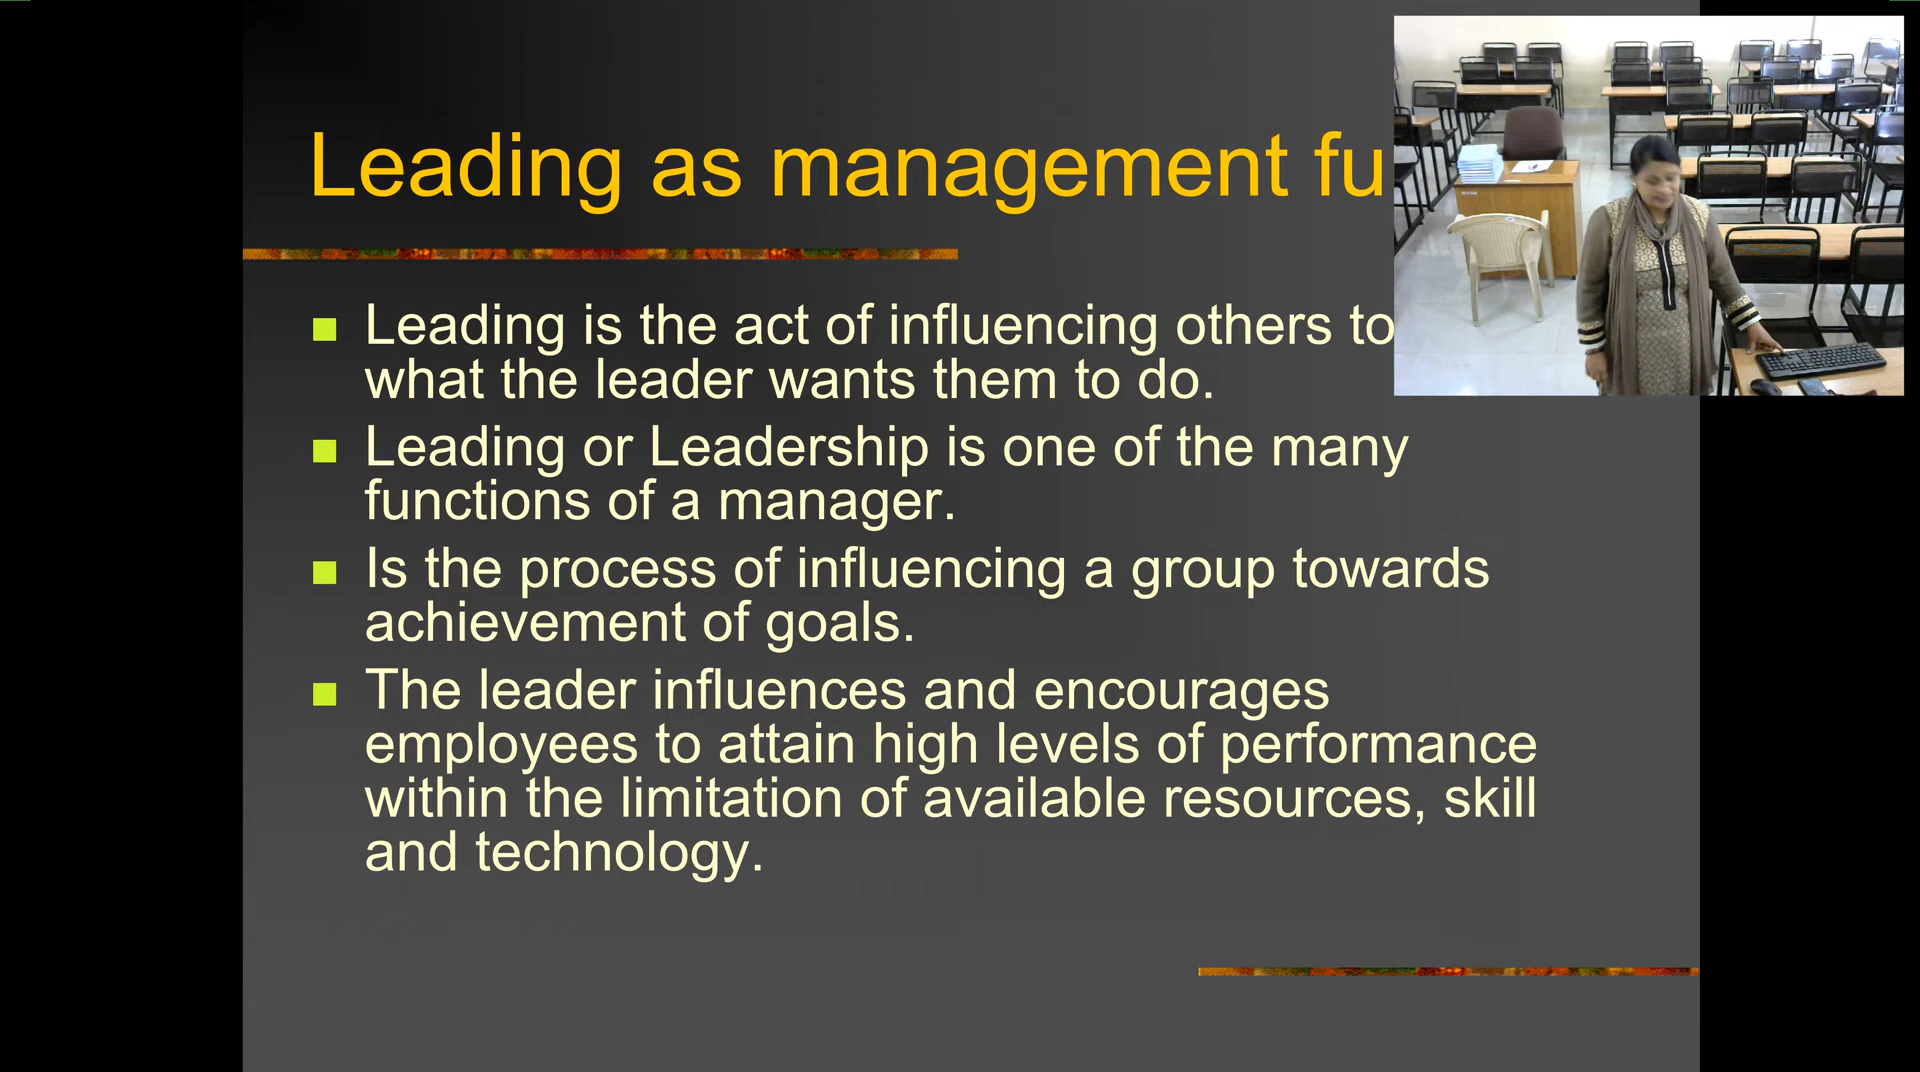 Leading as management fu
Leading is the act of influencing others to
what the leader wants them to do.
Leading or Leadership is one of the many
functions of a manager.
Is the process of influencing a group towards
achievement of goals.
The leader influences and encourages
employees to attain high levels of performance
within the limitation of available resources, skill
and technology.